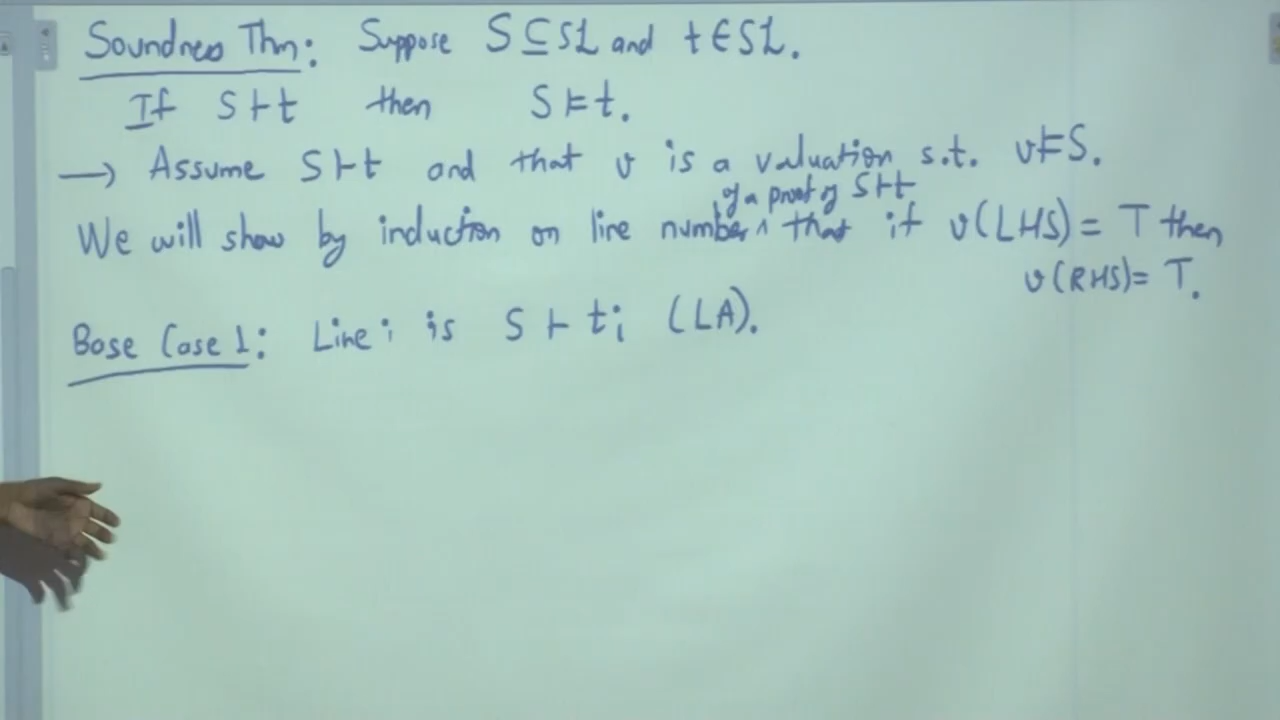 Soundness Thm: Suppose S ⊆ SL and t ∈ SL.
If S ⊢ t then S ⊨ t.
→ Assume S ⊢ t and that v is a valuation s.t. v ⊨ S.
of a proof of S ⊢ t
We will show by induction on line number ^ that if v(LHS) = T then
v(RHS) = T.
Base Case 1: Line i is S ⊢ tᵢ (LA).